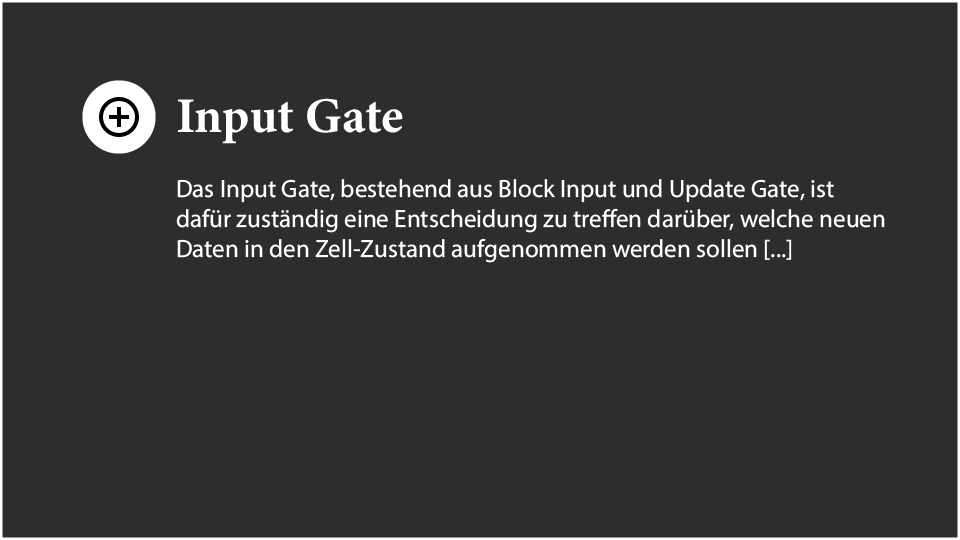 Input Gate
Das Input Gate, bestehend aus Block Input und Update Gate, ist
dafür zuständig eine Entscheidung zu treffen darüber, welche neuen
Daten in den Zell-Zustand aufgenommen werden sollen [...]